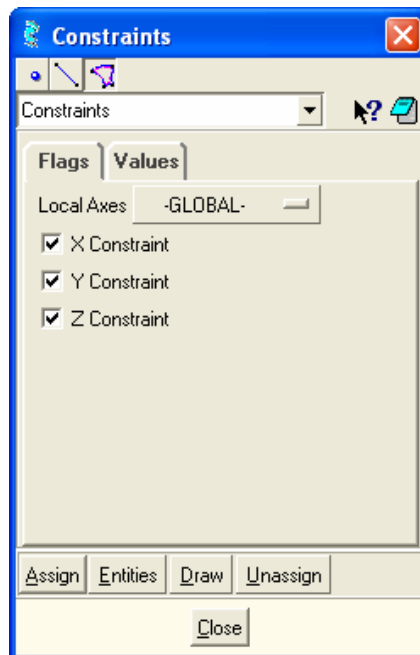 Constraints
Constraints
Flags Values
Local Axes -GLOBAL-
X Constraint
Y Constraint
Z Constraint
Assign Entities Draw Unassign
Close